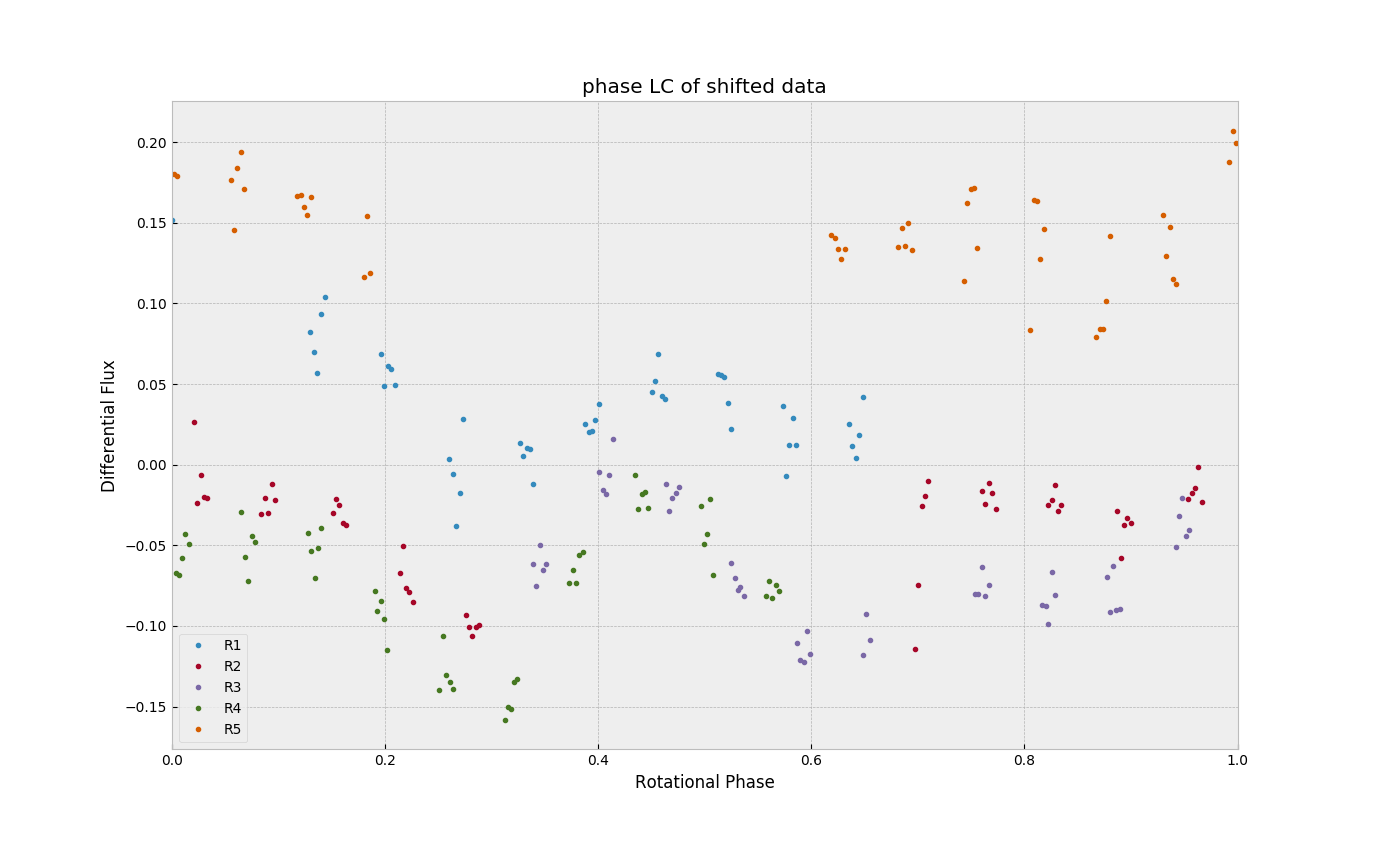 phase LC of shifted data
0.20
0.15
0.10
0.05
0.00
−0.05
−0.10
−0.15
Differential Flux
R1
R2
R3
R4
R5
0.0 0.2 0.4 0.6 0.8 1.0
Rotational Phase